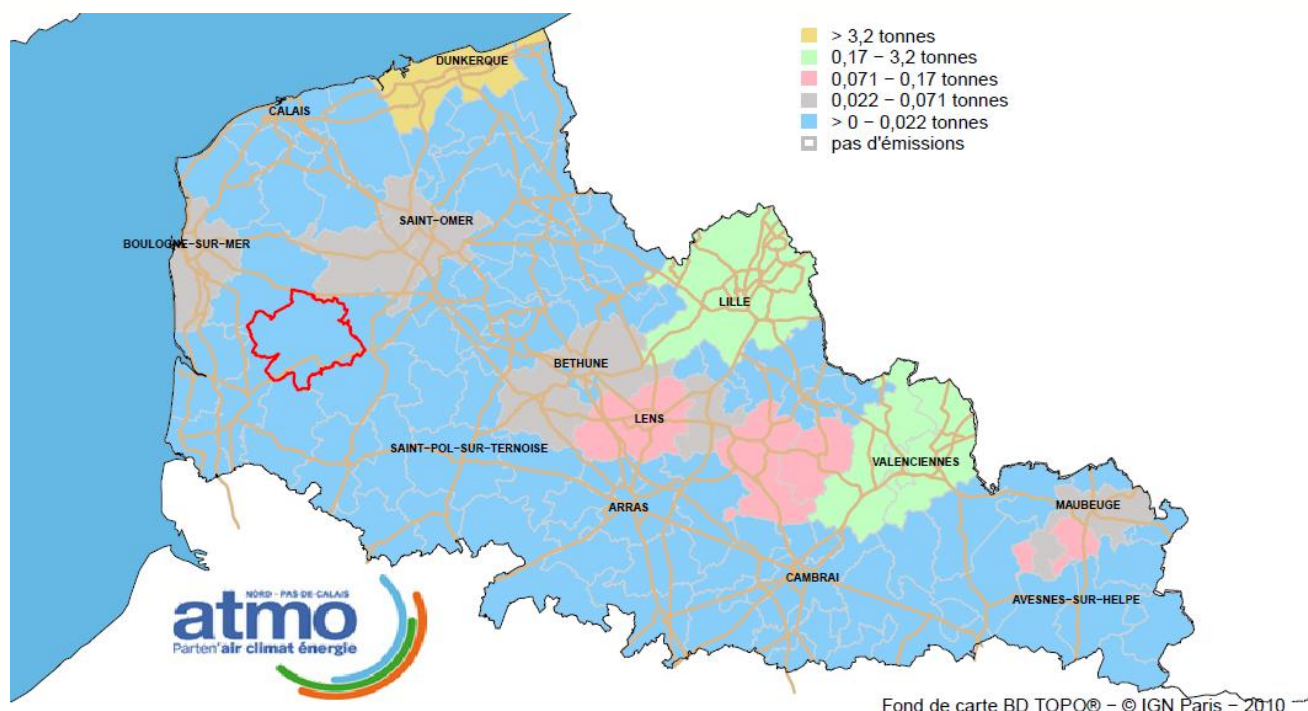 > 3,2 tonnes
0,17 − 3,2 tonnes
0,071 − 0,17 tonnes
0,022 − 0,071 tonnes
> 0 − 0,022 tonnes
pas d'émissions
DUNKERQUE
CALAIS
SAINT−OMER
BOULOGNE−SUR−MER
LILLE
BETHUNE
LENS
SAINT−POL−SUR−TERNOISE
VALENCIENNES
ARRAS
MAUBEUGE
CAMBRAI
AVESNES−SUR−HELPE
NORD - PAS DE CALAIS
atmo
Parten'air climat énergie
Fond de carte BD TOPO® − © IGN Paris − 2010